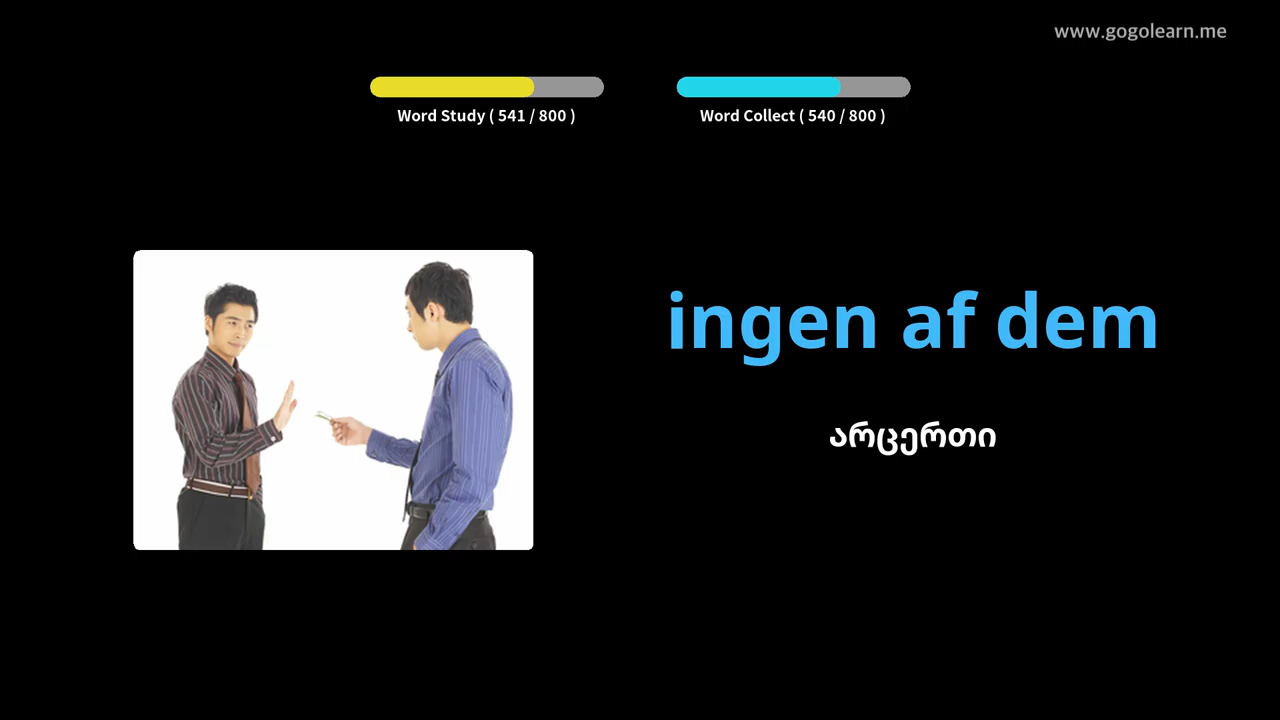 www.gogolearn.me
Word Study ( 541 / 800 )
Word Collect ( 540 / 800 )
ingen af dem
არცერთი